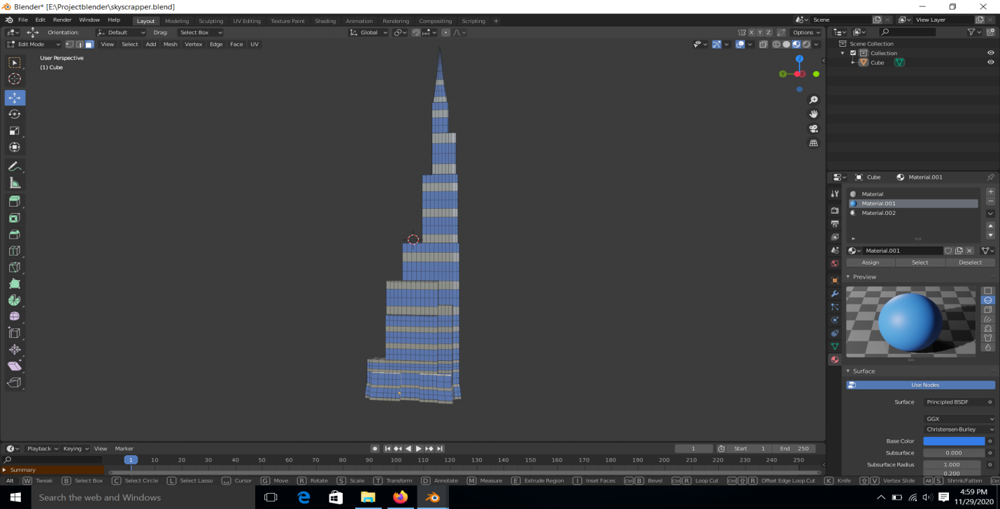 Blender* [E:\Projectblender\skyscrapper.blend]
File Edit Render Window Help Layout Modeling Sculpting UV Editing Texture Paint Shading Animation Rendering Compositing Scripting + Scene View Layer
Orientation: Default Drag: Select Box Global X Y Z Options
Edit Mode View Select Add Mesh Vertex Edge Face UV
User Perspective
(1) Cube
Scene Collection
Collection
Cube
Z
Y
Cube Material.001
Material
Material.001
Material.002
Material.001
Assign Select Deselect
Preview
Surface
Use Nodes
Surface Principled BSDF
GGX
Christensen-Burley
Base Color
Subsurface 0.000
Subsurface Radius 1.000
0.200
Playback Keying View Marker 1 Start 1 End 250
1 10 20 30 40 50 60 70 80 90 100 110 120 130 140 150 160 170 180 190 200 210 220 230 240 250
Summary
Alt W Tweak B Select Box C Select Circle L Select Lasso Cursor G Move R Rotate S Scale T Transform D Annotate M Measure E Extrude Region I Inset Faces Ctrl B Bevel Ctrl R Loop Cut Ctrl R Offset Edge Loop Cut K Knife V Vertex Slide Alt S Shrink/Fatten Ctrl
Search the web and Windows
4:59 PM
11/29/2020